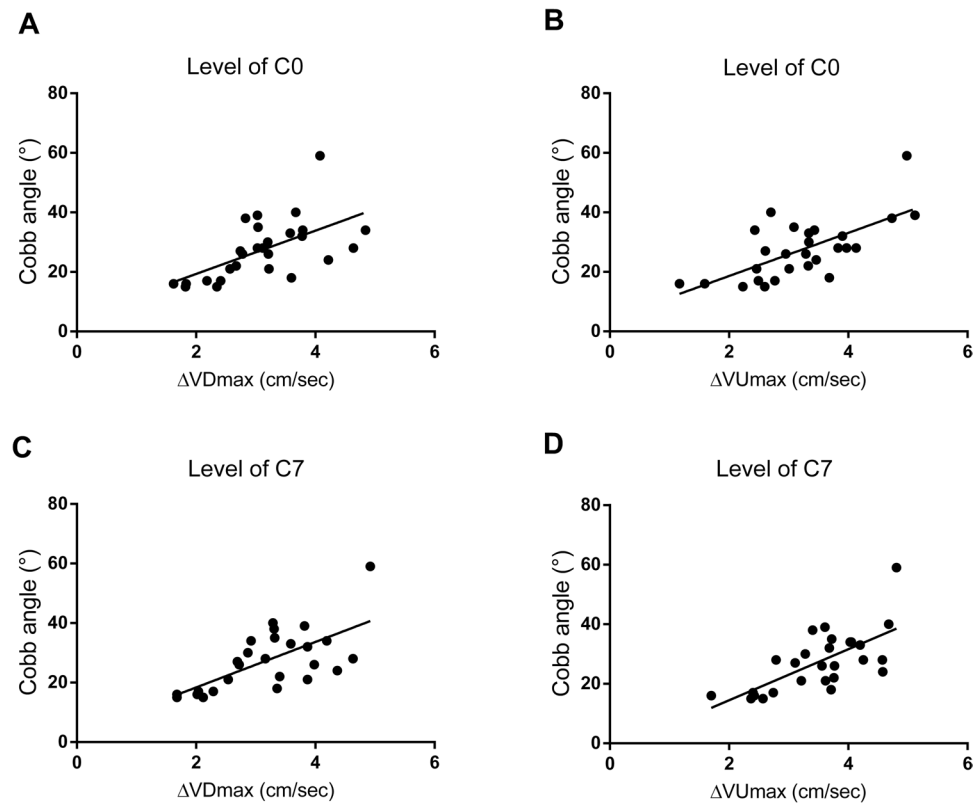 A
Level of C0
Cobb angle (°)
80
60
40
20
0
0 2 4 6
ΔVDmax (cm/sec)
B
Level of C0
Cobb angle (°)
80
60
40
20
0
0 2 4 6
ΔVUmax (cm/sec)
C
Level of C7
Cobb angle (°)
80
60
40
20
0
0 2 4 6
ΔVDmax (cm/sec)
D
Level of C7
Cobb angle (°)
80
60
40
20
0
0 2 4 6
ΔVUmax (cm/sec)